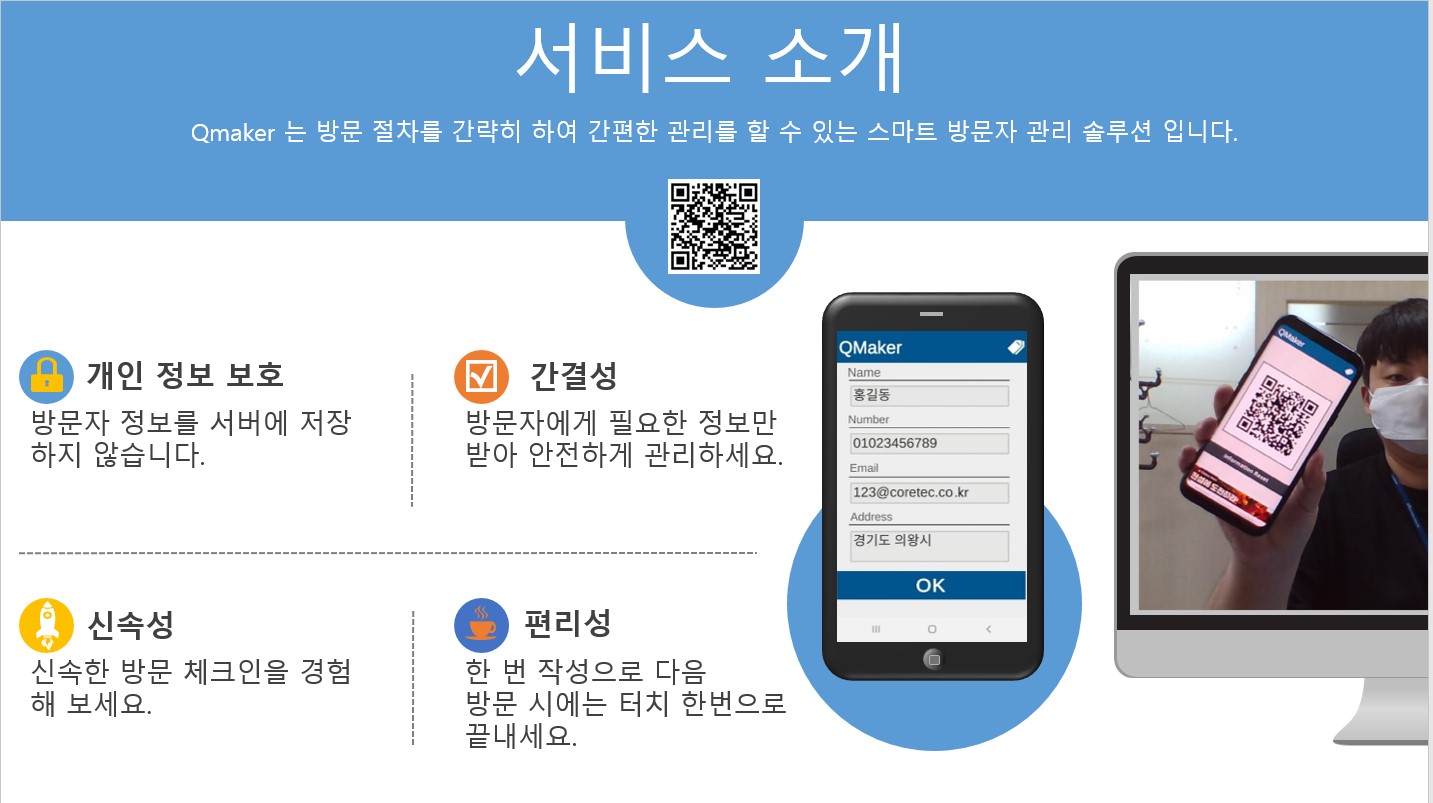 서비스 소개
Qmaker 는 방문 절차를 간략히 하여 간편한 관리를 할 수 있는 스마트 방문자 관리 솔루션 입니다.
개인 정보 보호
방문자 정보를 서버에 저장
하지 않습니다.
간결성
방문자에게 필요한 정보만
받아 안전하게 관리하세요.
신속성
신속한 방문 체크인을 경험
해 보세요.
편리성
한 번 작성으로 다음
방문 시에는 터치 한번으로
끝내세요.
QMaker
Name
홍길동
Number
01023456789
Email
123@coretec.co.kr
Address
경기도 의왕시
OK
QMaker
Information Reset
전설에 도전하라!